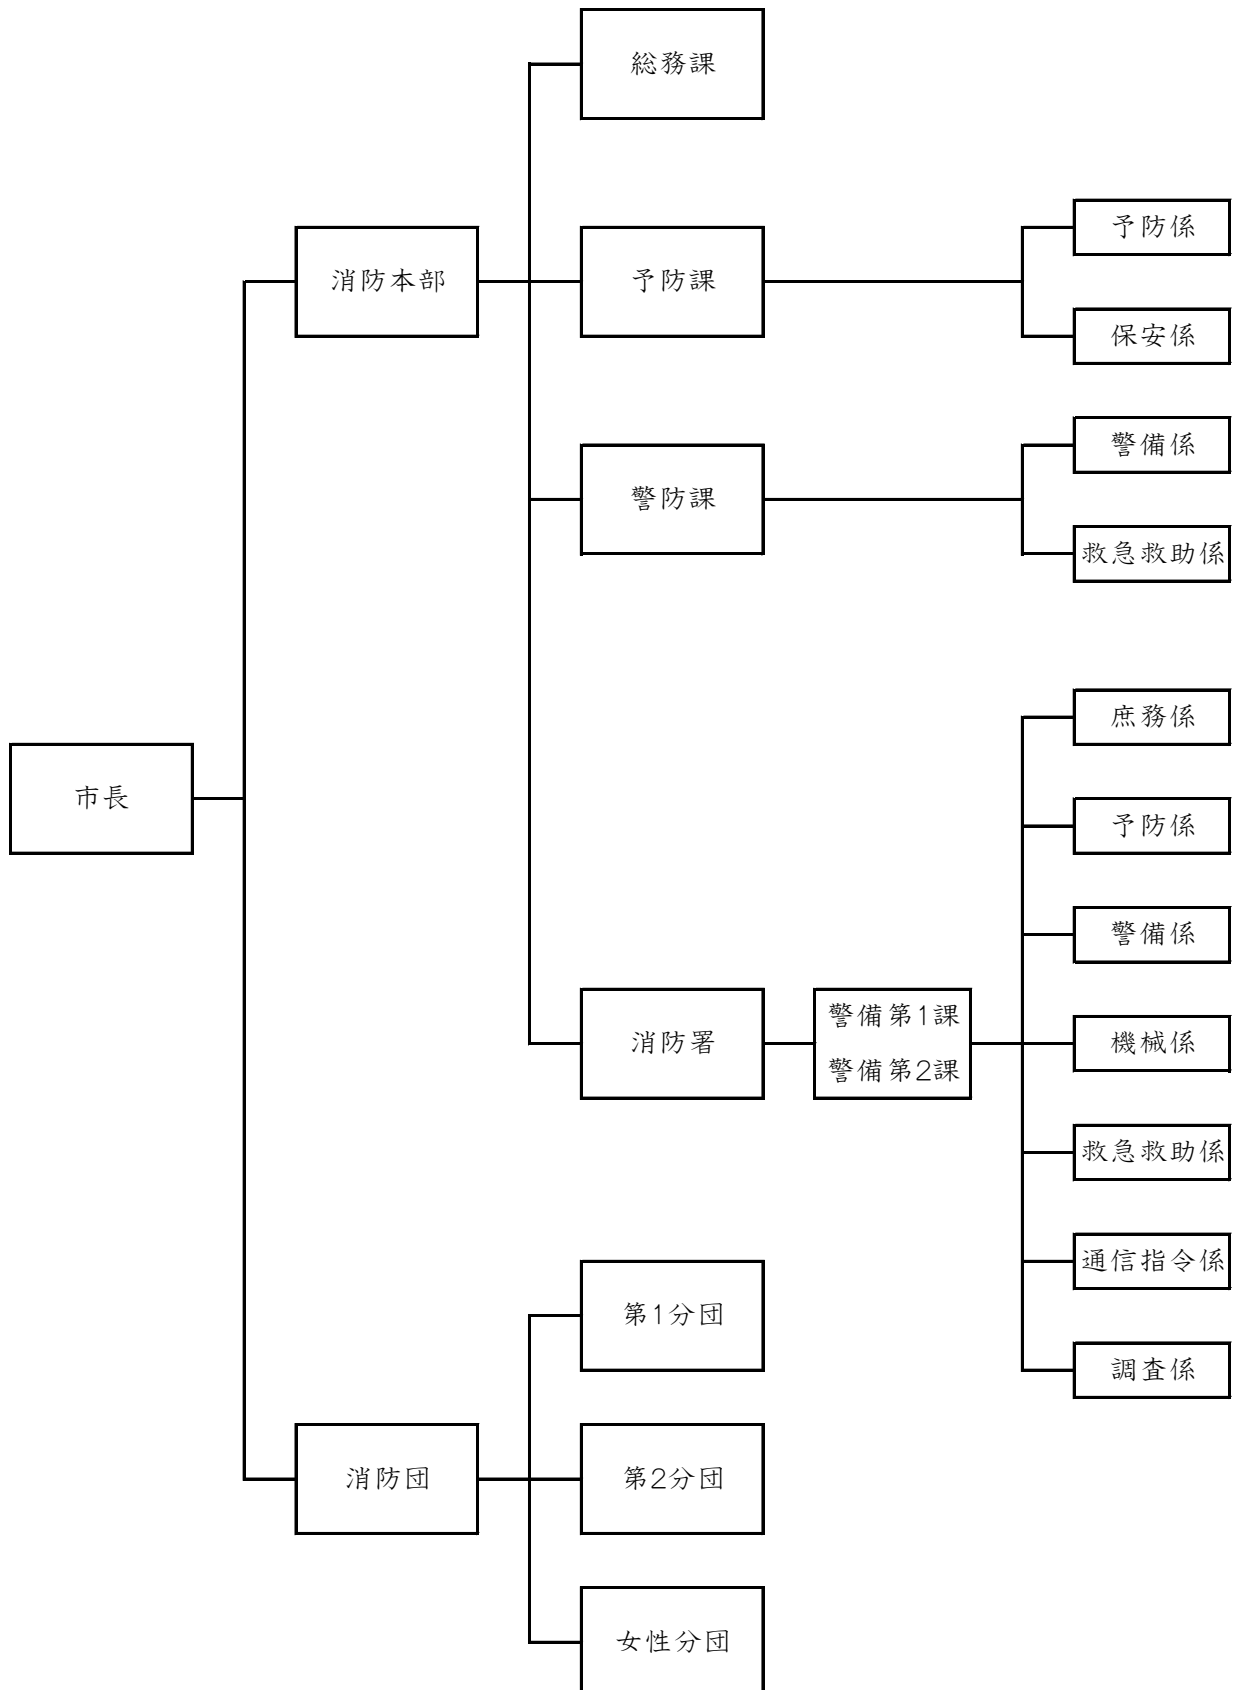 総務課
消防本部
予防課
予防係
保安係
警防課
警備係
救急救助係
市長
消防署
警備第1課
警備第2課
庶務係
予防係
警備係
機械係
救急救助係
通信指令係
調査係
消防団
第1分団
第2分団
女性分団